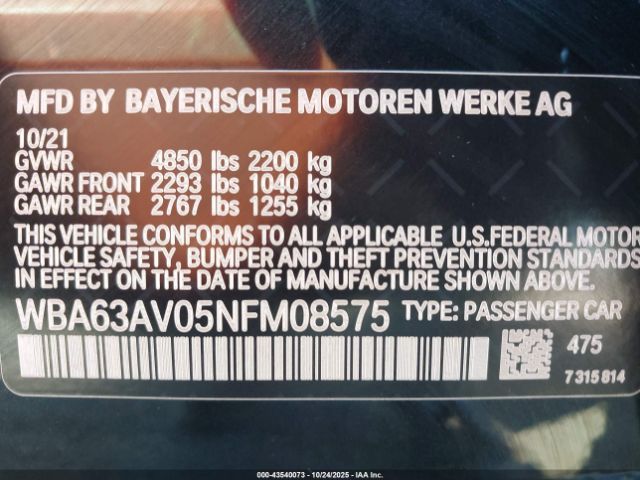 MFD BY BAYERISCHE MOTOREN WERKE AG
10/21
GVWR 4850 lbs 2200 kg
GAWR FRONT 2293 lbs 1040 kg
GAWR REAR 2767 lbs 1255 kg
THIS VEHICLE CONFORMS TO ALL APPLICABLE U.S.FEDERAL MOTOR
VEHICLE SAFETY, BUMPER AND THEFT PREVENTION STANDARDS
IN EFFECT ON THE DATE OF MANUFACTURE SHOWN ABOVE.
WBA63AV05NFM08575 TYPE: PASSENGER CAR
475
7315814
000-43540073 - 10/24/2025 - IAA Inc.